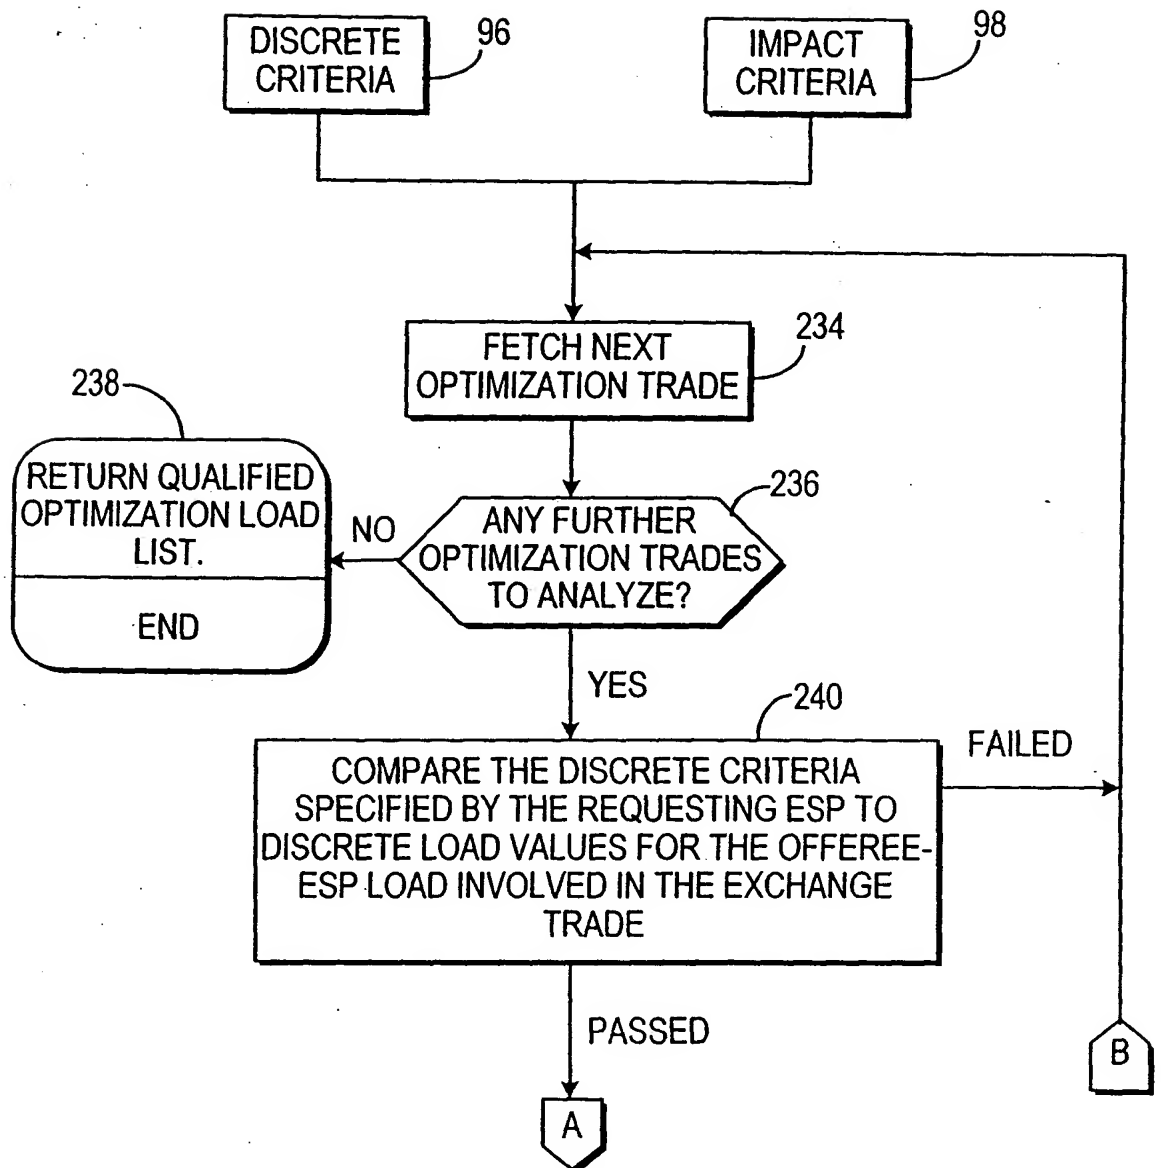 DISCRETE
CRITERIA
96
IMPACT
CRITERIA
98
FETCH NEXT
OPTIMIZATION TRADE
234
238
RETURN QUALIFIED
OPTIMIZATION LOAD
LIST.
END
NO
ANY FURTHER
OPTIMIZATION TRADES
TO ANALYZE?
236
YES
240
COMPARE THE DISCRETE CRITERIA
SPECIFIED BY THE REQUESTING ESP TO
DISCRETE LOAD VALUES FOR THE OFFEREE-
ESP LOAD INVOLVED IN THE EXCHANGE
TRADE
FAILED
PASSED
A
B